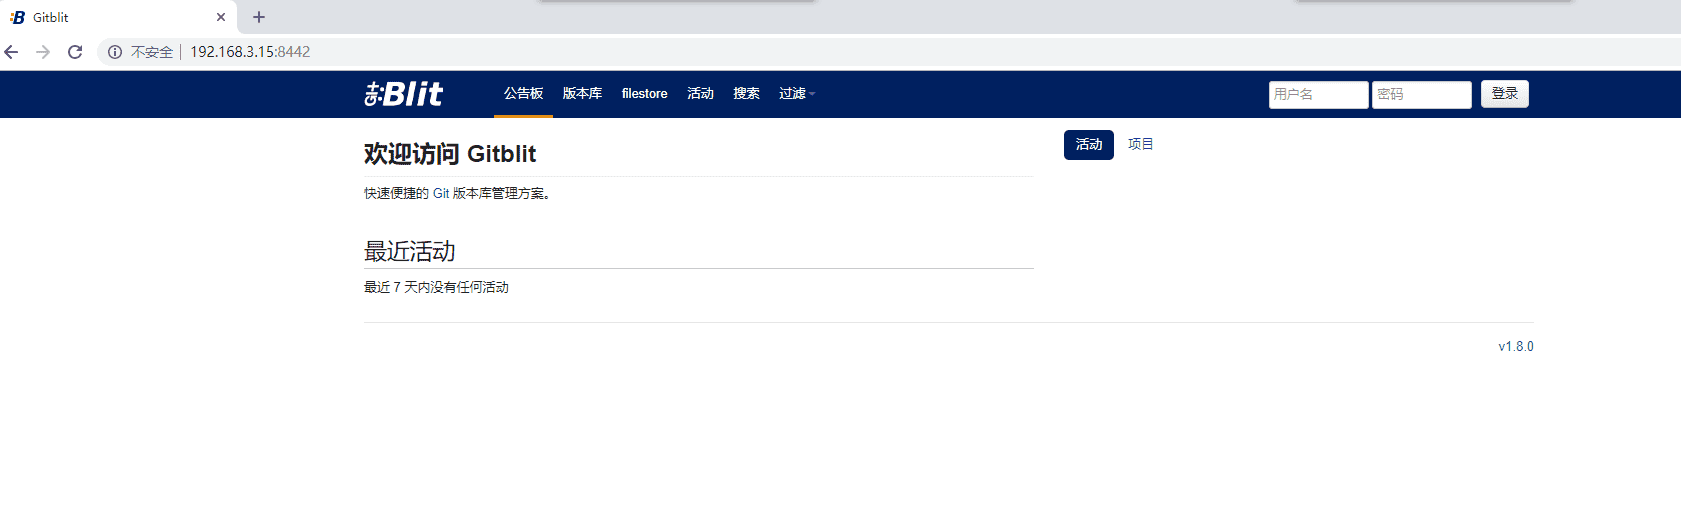 Gitblit
不安全 192.168.3.15:8442
Blit 公告板 版本库 filestore 活动 搜索 过滤 用户名 密码 登录
欢迎访问 Gitblit
活动 项目
快速便捷的 Git 版本库管理方案。
最近活动
最近 7 天内没有任何活动
v1.8.0